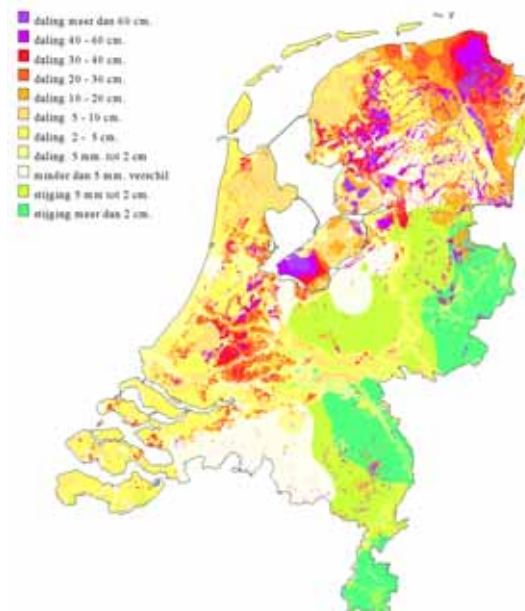 daling meer dan 60 cm.
daling 40 - 60 cm.
daling 30 - 40 cm.
daling 20 - 30 cm.
daling 10 - 20 cm.
daling 5 - 10 cm.
daling 2 - 5 cm.
daling 5 mm. tot 2 cm
minder dan 5 mm. verschil
stijging 5 mm tot 2 cm.
stijging meer dan 2 cm.